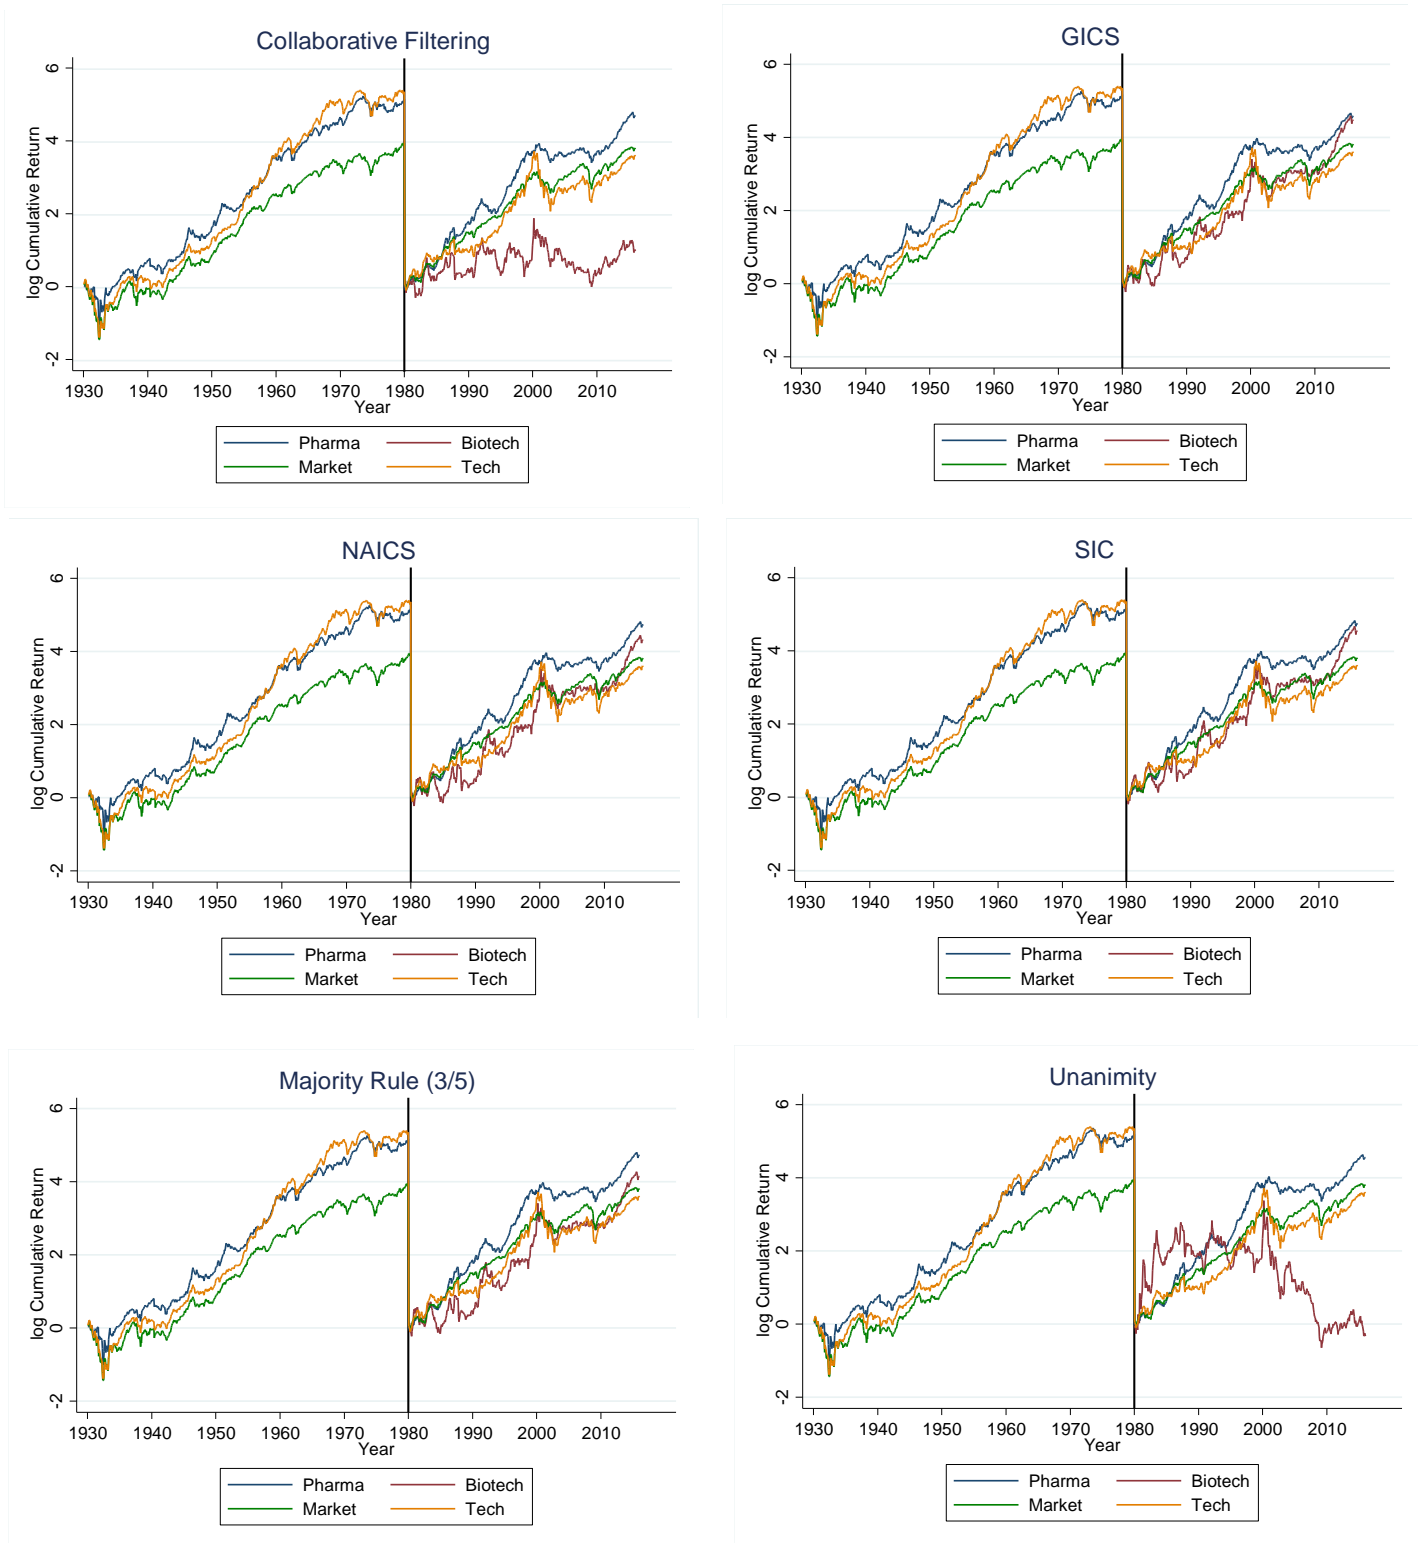 Collaborative Filtering
log Cumulative Return
6
4
2
0
-2
1930 1940 1950 1960 1970 1980 1990 2000 2010
Year
Pharma Biotech
Market Tech
GICS
log Cumulative Return
6
4
2
0
-2
1930 1940 1950 1960 1970 1980 1990 2000 2010
Year
Pharma Biotech
Market Tech
NAICS
log Cumulative Return
6
4
2
0
-2
1930 1940 1950 1960 1970 1980 1990 2000 2010
Year
Pharma Biotech
Market Tech
SIC
log Cumulative Return
6
4
2
0
-2
1930 1940 1950 1960 1970 1980 1990 2000 2010
Year
Pharma Biotech
Market Tech
Majority Rule (3/5)
log Cumulative Return
6
4
2
0
-2
1930 1940 1950 1960 1970 1980 1990 2000 2010
Year
Pharma Biotech
Market Tech
Unanimity
log Cumulative Return
6
4
2
0
-2
1930 1940 1950 1960 1970 1980 1990 2000 2010
Year
Pharma Biotech
Market Tech